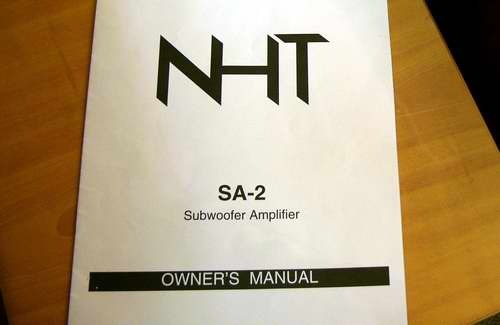 NHT
SA-2
Subwoofer Amplifier
OWNER'S MANUAL